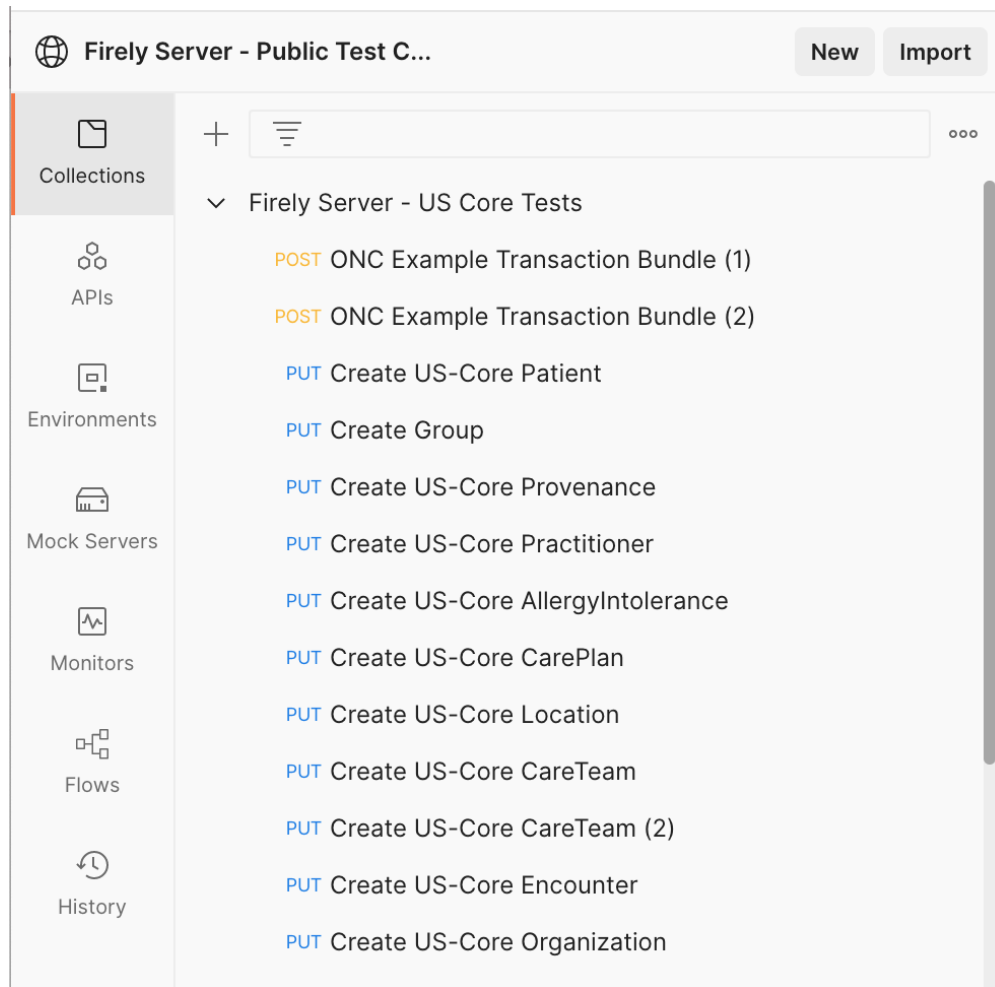 Firely Server - Public Test C...
New
Import
Collections
APIs
Environments
Mock Servers
Monitors
Flows
History
Firely Server - US Core Tests
POST ONC Example Transaction Bundle (1)
POST ONC Example Transaction Bundle (2)
PUT Create US-Core Patient
PUT Create Group
PUT Create US-Core Provenance
PUT Create US-Core Practitioner
PUT Create US-Core AllergyIntolerance
PUT Create US-Core CarePlan
PUT Create US-Core Location
PUT Create US-Core CareTeam
PUT Create US-Core CareTeam (2)
PUT Create US-Core Encounter
PUT Create US-Core Organization